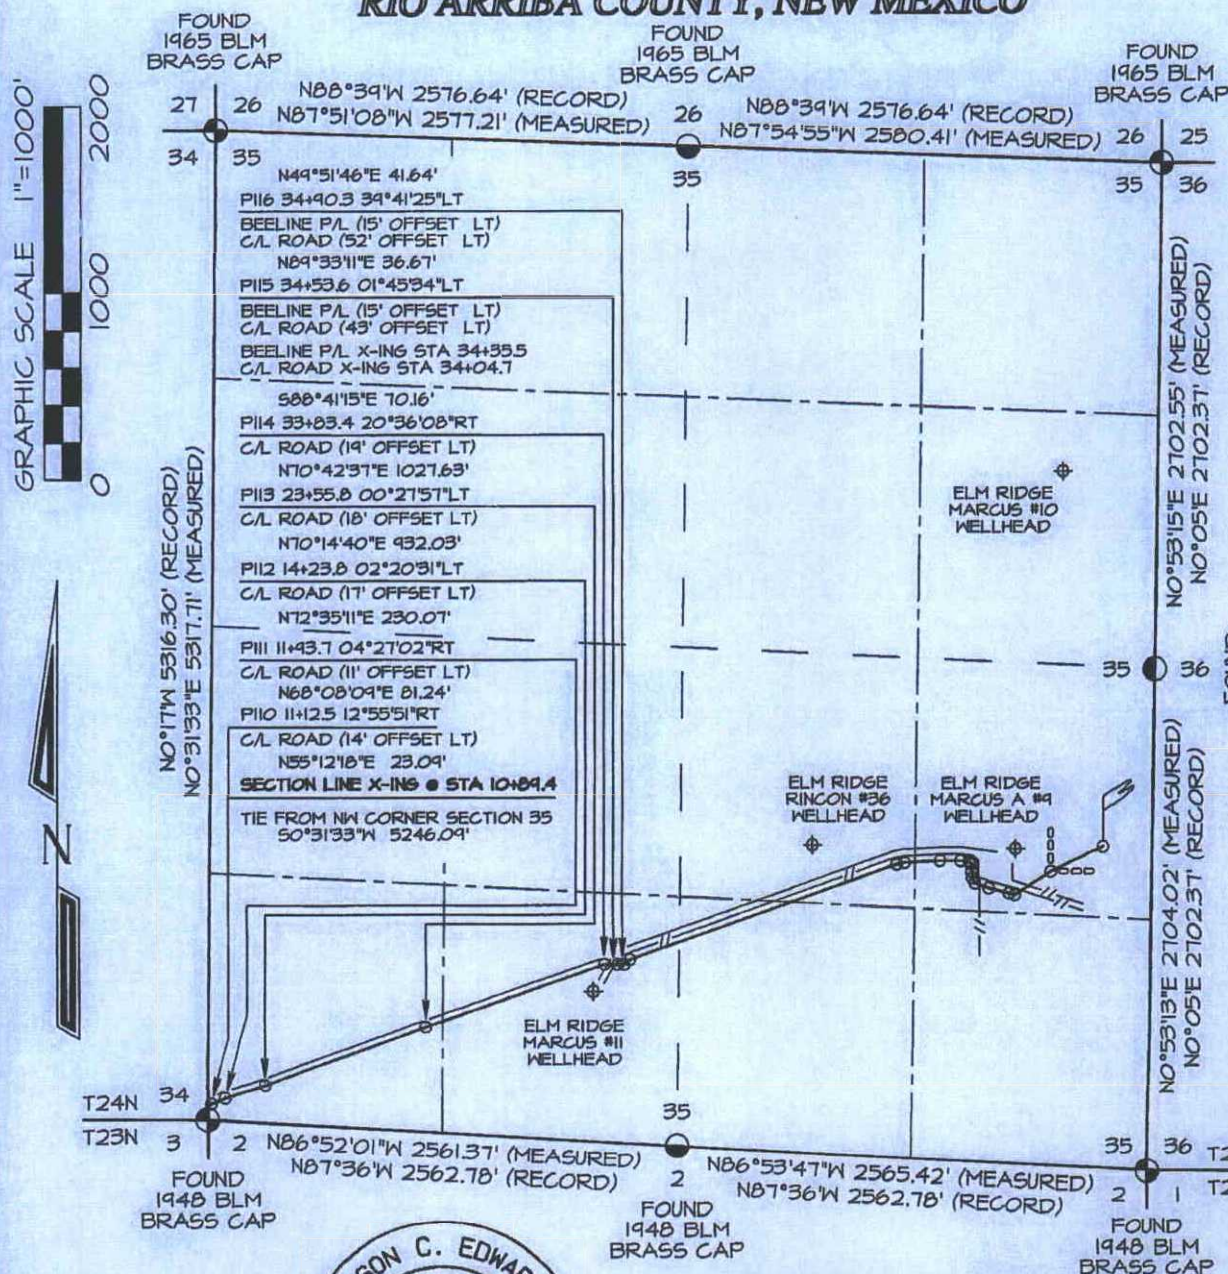 RIO ARRIBA COUNTY, NEW MEXICO
FOUND
1965 BLM
BRASS CAP
FOUND
1965 BLM
BRASS CAP
FOUND
1965 BLM
BRASS CAP
GRAPHIC SCALE 1"=1000'
2000
1000
0
27 26
34 35
N88°39'W 2576.64' (RECORD)
N87°51'08"W 2577.21' (MEASURED)
26
35
N88°39'W 2576.64' (RECORD)
N87°54'55"W 2580.41' (MEASURED)
26 25
35 36
N49°51'46"E 41.64'
P116 34+90.3 39°41'25"LT
BEELINE P/L (15' OFFSET LT)
C/L ROAD (52' OFFSET LT)
N89°33'11"E 36.67'
P115 34+53.6 01°45'34"LT
BEELINE P/L (15' OFFSET LT)
C/L ROAD (43' OFFSET LT)
BEELINE P/L X-ING STA 34+35.5
C/L ROAD X-ING STA 34+04.7
S88°41'15"E 70.16'
P114 33+83.4 20°36'08"RT
C/L ROAD (19' OFFSET LT)
N70°42'37"E 1027.63'
P113 23+55.8 00°27'57"LT
C/L ROAD (18' OFFSET LT)
N70°14'40"E 932.03'
P112 14+23.8 02°20'31"LT
C/L ROAD (17' OFFSET LT)
N72°35'11"E 230.07'
P111 11+93.7 04°27'02"RT
C/L ROAD (11' OFFSET LT)
N68°08'09"E 81.24'
P110 11+12.5 12°55'51"RT
C/L ROAD (14' OFFSET LT)
N55°12'18"E 23.09'
SECTION LINE X-ING @ STA 10+89.4
TIE FROM NW CORNER SECTION 35
S0°31'33"W 5246.09'
N0°17'W 5316.30' (RECORD)
N0°31'33"E 5317.71' (MEASURED)
N0°53'15"E 2702.55' (MEASURED)
N0°05'E 2702.37' (RECORD)
ELM RIDGE
MARCUS #10
WELLHEAD
35 36
ELM RIDGE
RINCON #36
WELLHEAD
ELM RIDGE
MARCUS A #9
WELLHEAD
N0°53'13"E 2704.02' (MEASURED)
N0°05'E 2702.37' (RECORD)
N
ELM RIDGE
MARCUS #11
WELLHEAD
T24N 34
T23N 3 2
35
2
35 36
2 1
N86°52'01"W 2561.37' (MEASURED)
N87°36'W 2562.78' (RECORD)
N86°53'47"W 2565.42' (MEASURED)
N87°36'W 2562.78' (RECORD)
FOUND
1948 BLM
BRASS CAP
FOUND
1948 BLM
BRASS CAP
FOUND
1948 BLM
BRASS CAP
SON C. EDWAR